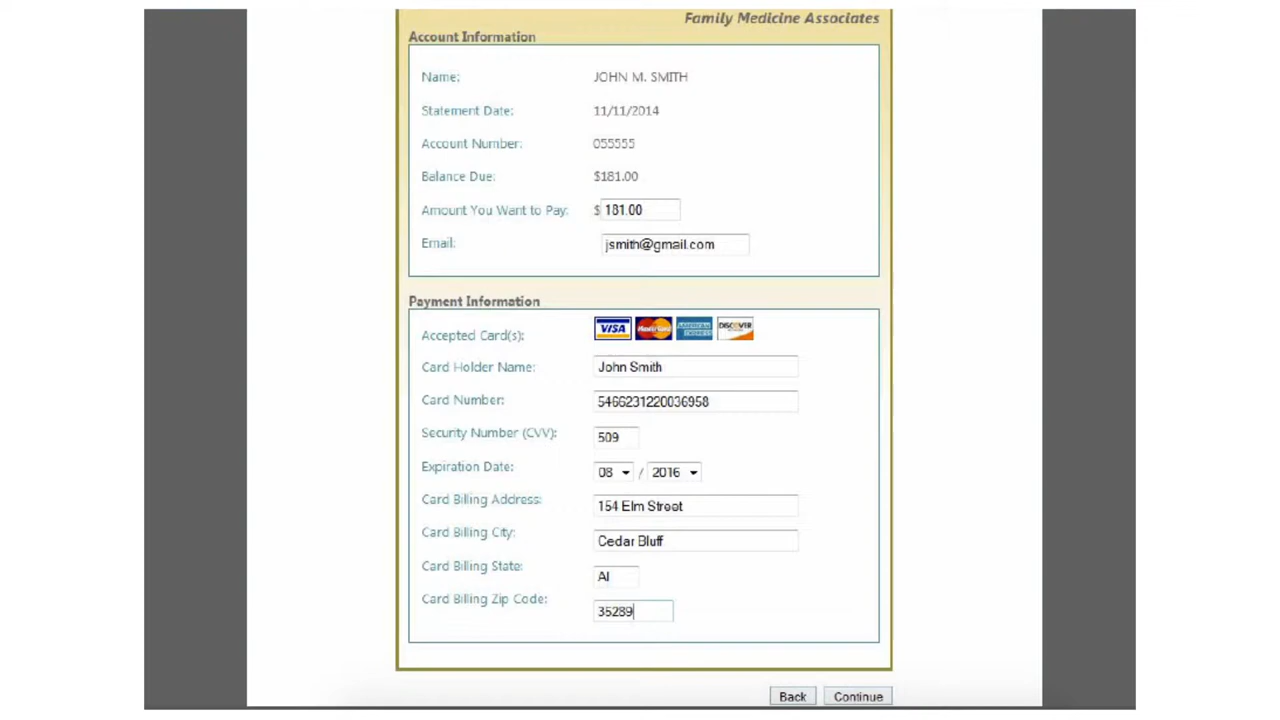 Family Medicine Associates
Account Information
Name: JOHN M. SMITH
Statement Date: 11/11/2014
Account Number: 055555
Balance Due: $181.00
Amount You Want to Pay: $ 181.00
Email: jsmith@gmail.com
Payment Information
Accepted Card(s): VISA MasterCard AMERICAN EXPRESS DISCOVER
Card Holder Name: John Smith
Card Number: 5466231220036958
Security Number (CVV): 509
Expiration Date: 08 / 2016
Card Billing Address: 154 Elm Street
Card Billing City: Cedar Bluff
Card Billing State: Al
Card Billing Zip Code: 35289
Back Continue